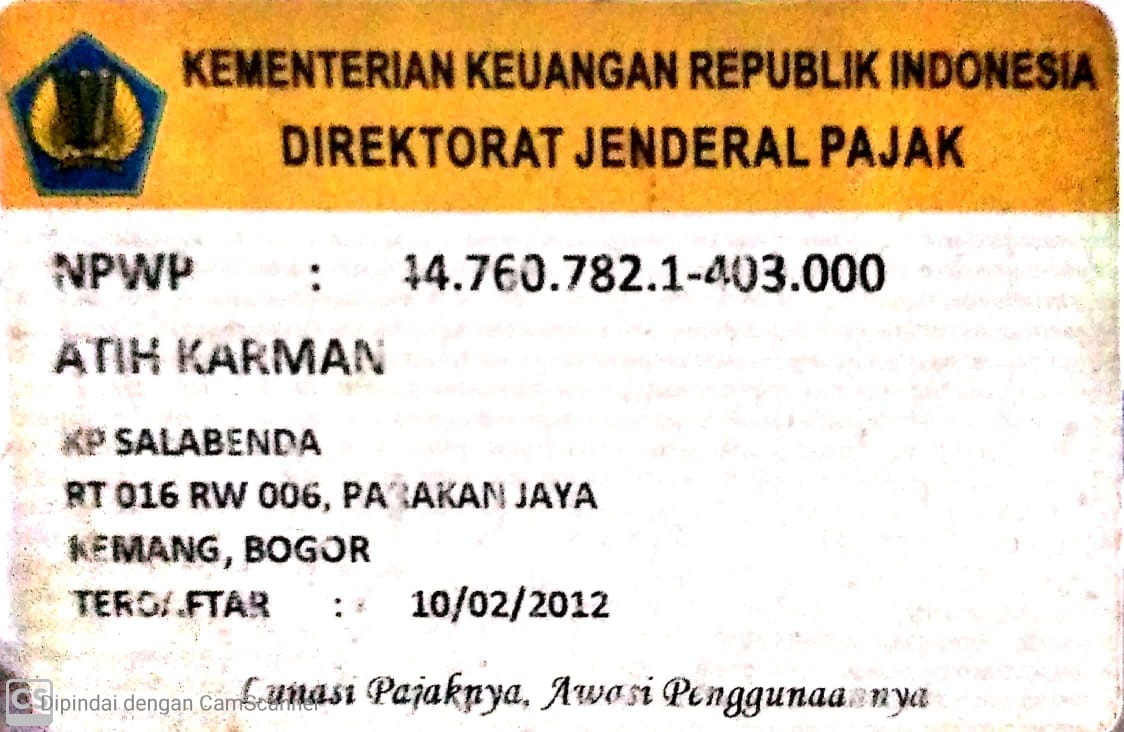 KEMENTERIAN KEUANGAN REPUBLIK INDONESIA
DIREKTORAT JENDERAL PAJAK
NPWP : 44.760.782.1-403.000
ATIH KARMAN
KP SALABENDA
RT 016 RW 006, PARAKAN JAYA
KEMANG, BOGOR
TERDAFTAR : 10/02/2012
Lunasi Pajaknya, Awasi Penggunaannya
CS Dipindai dengan CamScanner